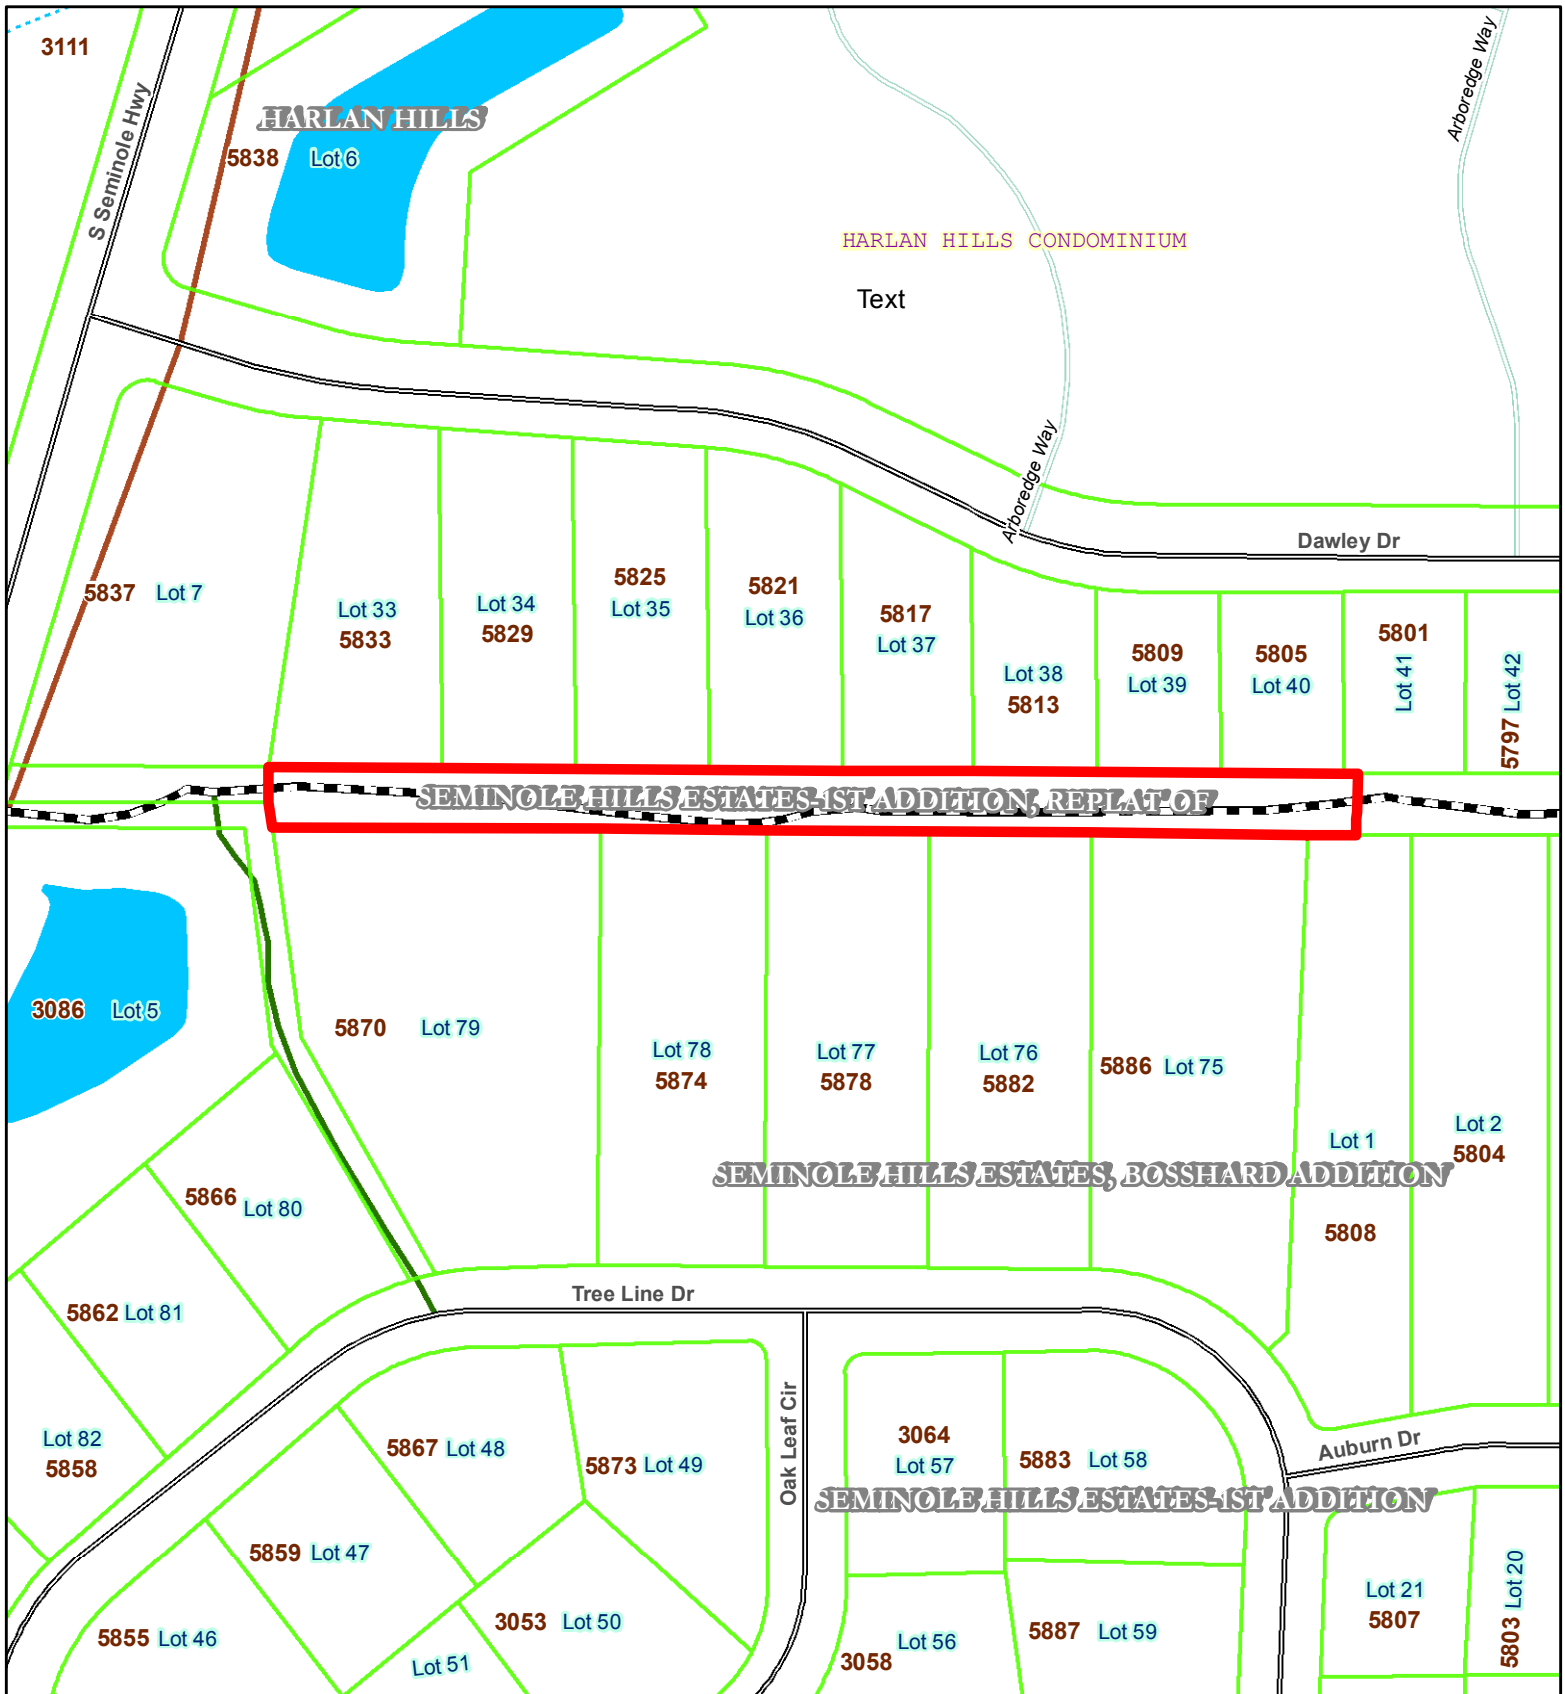 3111
S Seminole Hwy
HARLAN HILLS
5838 Lot 6
Arboredge Way
HARLAN HILLS CONDOMINIUM
Text
Arboredge Way
Dawley Dr
5837 Lot 7
Lot 33
5833
Lot 34
5829
5825
Lot 35
5821
Lot 36
5817
Lot 37
Lot 38
5813
5809
Lot 39
5805
Lot 40
5801
Lot 41
5797 Lot 42
SEMINOLE HILLS ESTATES-1ST ADDITION, REPLAT OF
3086 Lot 5
5870 Lot 79
Lot 78
5874
Lot 77
5878
Lot 76
5882
5886 Lot 75
Lot 1
5808
Lot 2
5804
SEMINOLE HILLS ESTATES, BOSSHARD ADDITION
5866 Lot 80
5862 Lot 81
Lot 82
5858
Tree Line Dr
Oak Leaf Cir
Auburn Dr
5867 Lot 48
5873 Lot 49
3064
Lot 57
5883 Lot 58
SEMINOLE HILLS ESTATES-1ST ADDITION
5859 Lot 47
5855 Lot 46
3053 Lot 50
Lot 51
Lot 56
3058
5887 Lot 59
Lot 21
5807
5803 Lot 20